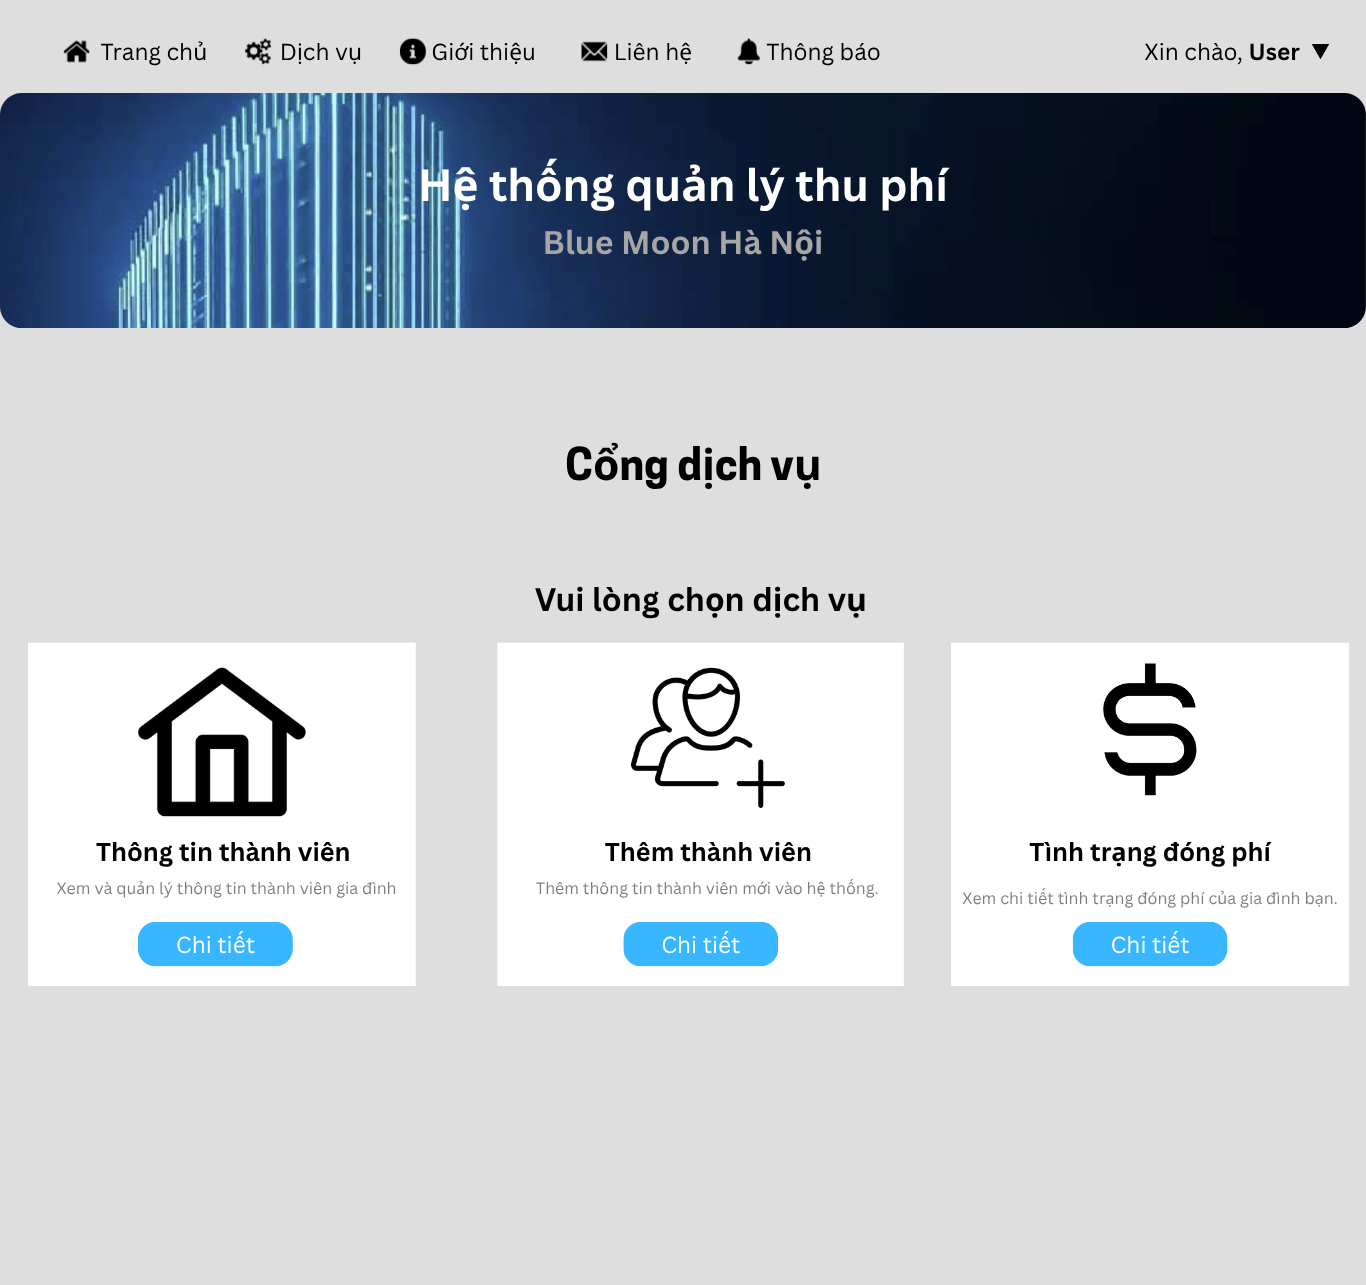 Trang chủ Dịch vụ Giới thiệu Liên hệ Thông báo Xin chào, User ▼
Hệ thống quản lý thu phí
Blue Moon Hà Nội
Cổng dịch vụ
Vui lòng chọn dịch vụ
Thông tin thành viên
Xem và quản lý thông tin thành viên gia đình
Chi tiết
Thêm thành viên
Thêm thông tin thành viên mới vào hệ thống.
Chi tiết
Tình trạng đóng phí
Xem chi tiết tình trạng đóng phí của gia đình bạn.
Chi tiết